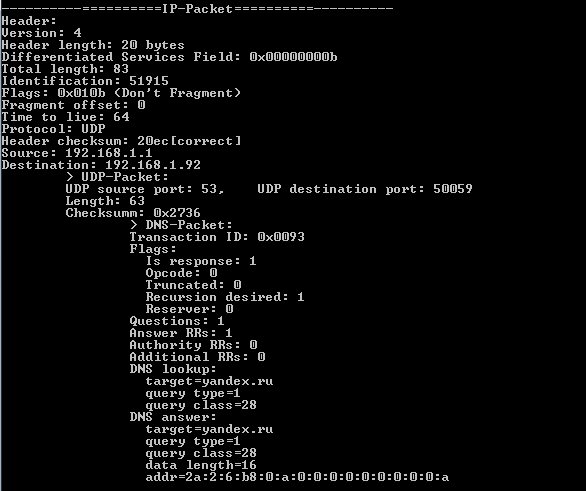 ----------==========IP-Packet==========----------
Header:
Version: 4
Header length: 20 bytes
Differentiated Services Field: 0x00000000b
Total length: 83
Identification: 51915
Flags: 0x010b (Don't Fragment)
Fragment offset: 0
Time to live: 64
Protocol: UDP
Header checksum: 20ec[correct]
Source: 192.168.1.1
Destination: 192.168.1.92
> UDP-Packet:
UDP source port: 53,    UDP destination port: 50059
Length: 63
Checksumm: 0x2736
> DNS-Packet:
Transaction ID: 0x0093
Flags:
Is response: 1
Opcode: 0
Truncated: 0
Recursion desired: 1
Reserver: 0
Questions: 1
Answer RRs: 1
Authority RRs: 0
Additional RRs: 0
DNS lookup:
target=yandex.ru
query type=1
query class=28
DNS answer:
target=yandex.ru
query type=1
query class=28
data length=16
addr=2a:2:6:b8:0:a:0:0:0:0:0:0:0:0:0:a